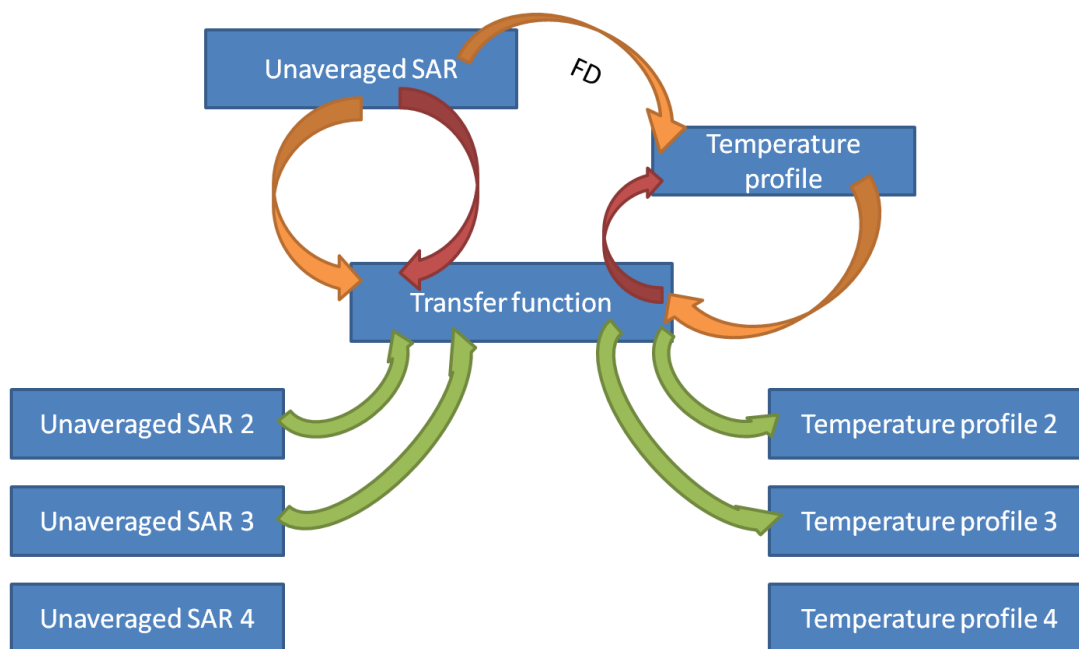 Unaveraged SAR
FD
Temperature
profile
Transfer function
Unaveraged SAR 2
Temperature profile 2
Unaveraged SAR 3
Temperature profile 3
Unaveraged SAR 4
Temperature profile 4